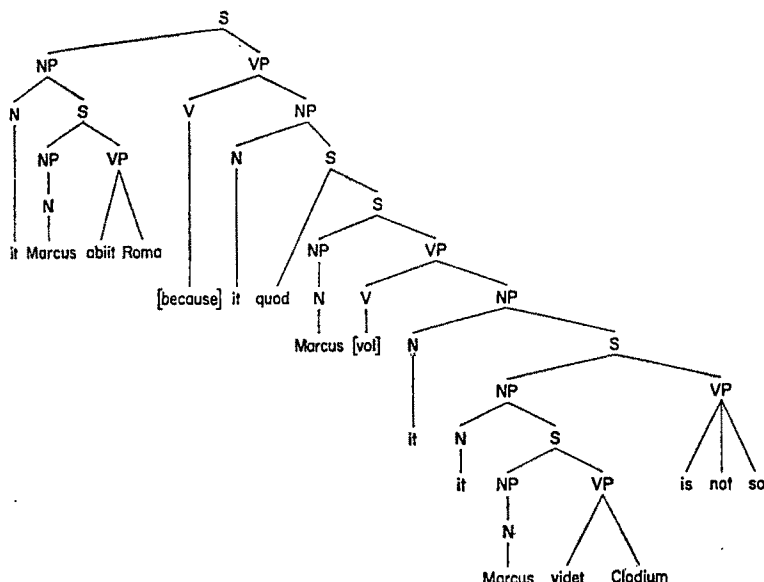 S
NP VP
N S V NP
NP VP N S
N S
it Marcus abiit Roma NP VP
[because] it quod N V NP
Marcus [vol] N S
NP VP
it N S
it NP VP is not so
N
Marcus videt Clodium